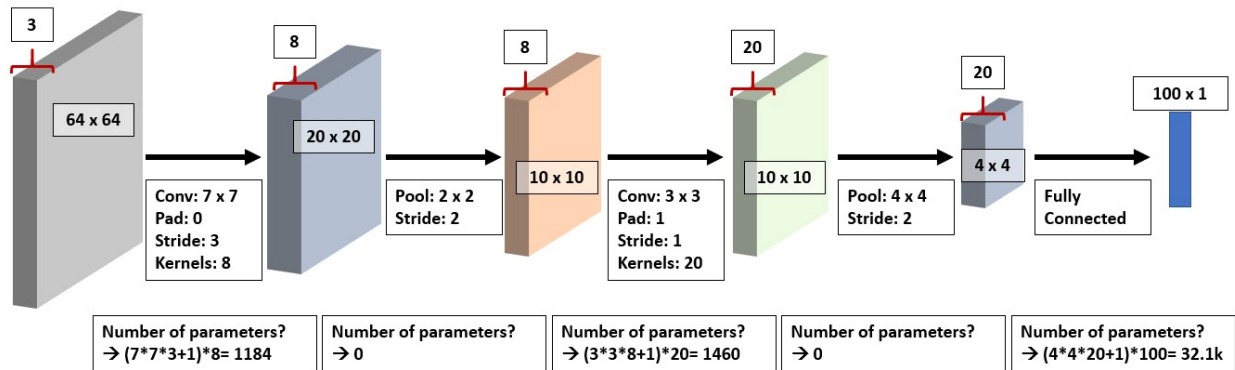 3
64 x 64
Conv: 7 x 7
Pad: 0
Stride: 3
Kernels: 8
8
20 x 20
Pool: 2 x 2
Stride: 2
8
10 x 10
Conv: 3 x 3
Pad: 1
Stride: 1
Kernels: 20
20
10 x 10
Pool: 4 x 4
Stride: 2
20
4 x 4
Fully
Connected
100 x 1
Number of parameters?
→ (7*7*3+1)*8= 1184
Number of parameters?
→ 0
Number of parameters?
→ (3*3*8+1)*20= 1460
Number of parameters?
→ 0
Number of parameters?
→ (4*4*20+1)*100= 32.1k